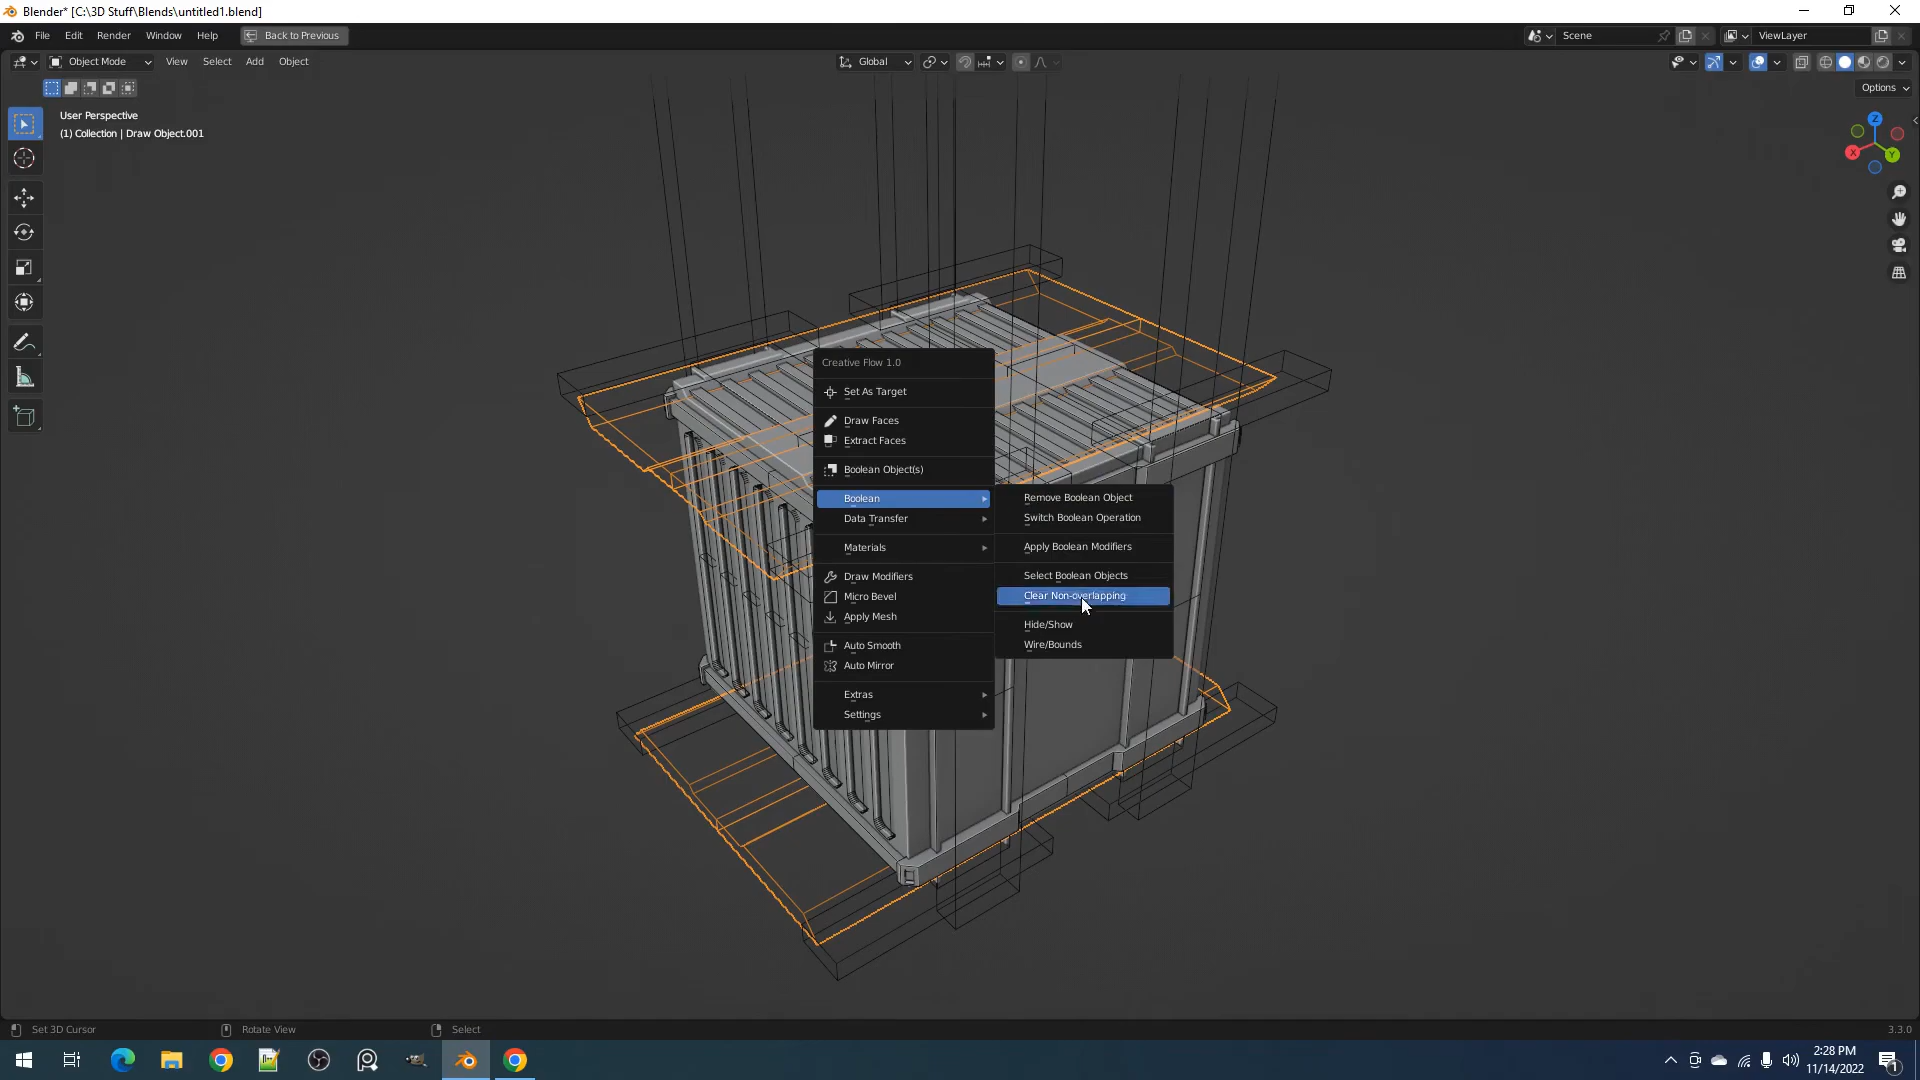 Blender* [C:\3D Stuff\Blends\untitled1.blend]
File Edit Render Window Help Back to Previous
Scene ViewLayer
Object Mode View Select Add Object
Global
Options
User Perspective
(1) Collection | Draw Object.001
Z
X
Y
Creative Flow 1.0
Set As Target
Draw Faces
Extract Faces
Boolean Object(s)
Boolean
Data Transfer
Materials
Draw Modifiers
Micro Bevel
Apply Mesh
Auto Smooth
Auto Mirror
Extras
Settings
Remove Boolean Object
Switch Boolean Operation
Apply Boolean Modifiers
Select Boolean Objects
Clear Non-overlapping
Hide/Show
Wire/Bounds
Set 3D Cursor Rotate View Select 3.3.0
2:28 PM
11/14/2022
1